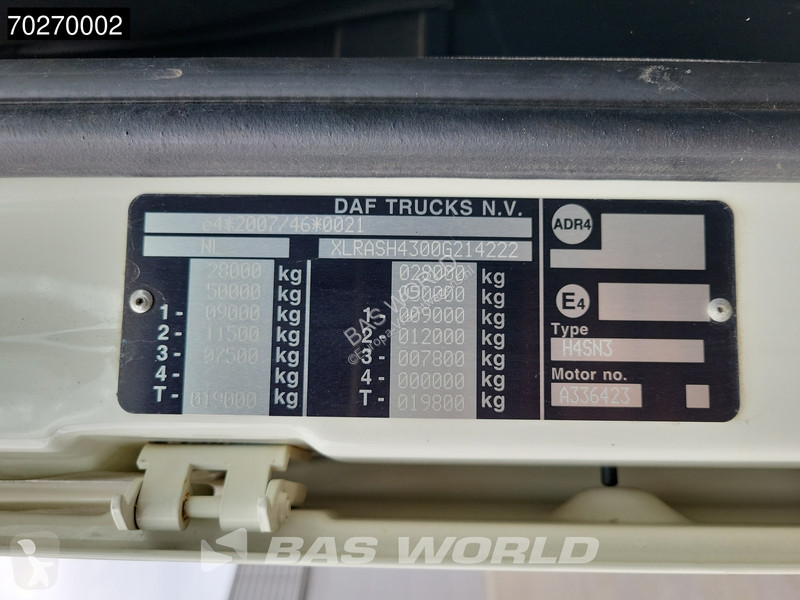 70270002
DAF TRUCKS N.V.
e4*2007/46*0021
NL XLRASH4300G214222
28000 kg 028000 kg
50000 kg 050000 kg
1 - 09000 kg 1 - 009000 kg
2 - 11500 kg 2 - 012000 kg
3 - 07500 kg 3 - 007800 kg
4 - kg 4 - 000000 kg
T - 019000 kg T - 019800 kg
ADR4
E4
Type
H4SN3
Motor no.
A336423
BAS WORLD
BAS WORLD